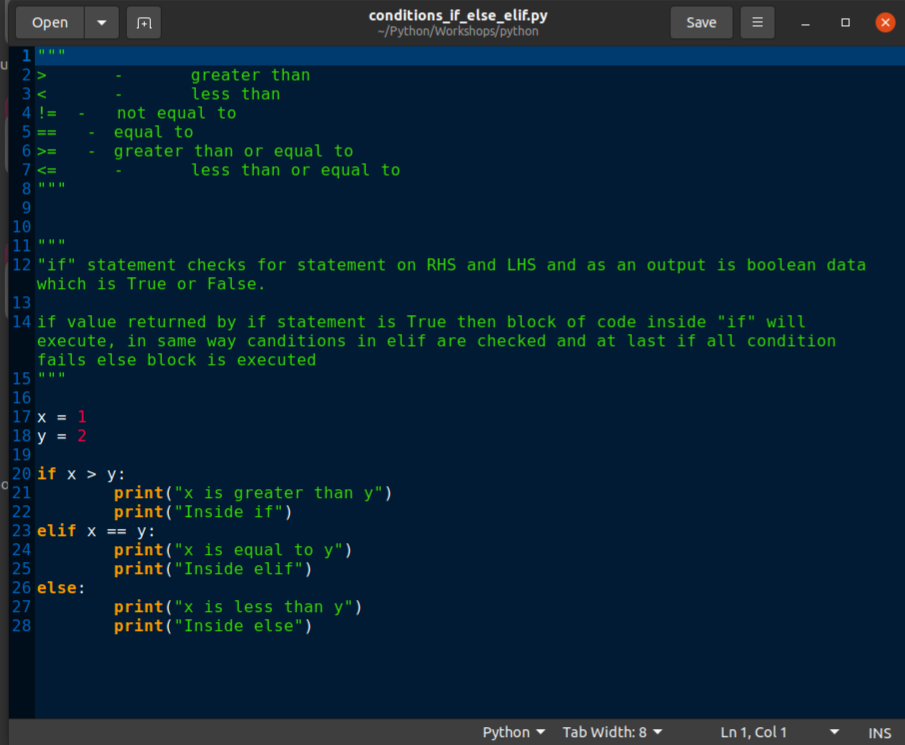 Open
conditions_if_else_elif.py
~/Python/Workshops/python
Save
1 """
2 > - greater than
3 < - less than
4 != - not equal to
5 == - equal to
6 >= - greater than or equal to
7 <= - less than or equal to
8 """
9
10
11 """
12 "if" statement checks for statement on RHS and LHS and as an output is boolean data
which is True or False.
13
14 if value returned by if statement is True then block of code inside "if" will
execute, in same way canditions in elif are checked and at last if all condition
fails else block is executed
15 """
16
17 x = 1
18 y = 2
19
20 if x > y:
21 print("x is greater than y")
22 print("Inside if")
23 elif x == y:
24 print("x is equal to y")
25 print("Inside elif")
26 else:
27 print("x is less than y")
28 print("Inside else")
Python Tab Width: 8 Ln 1, Col 1 INS